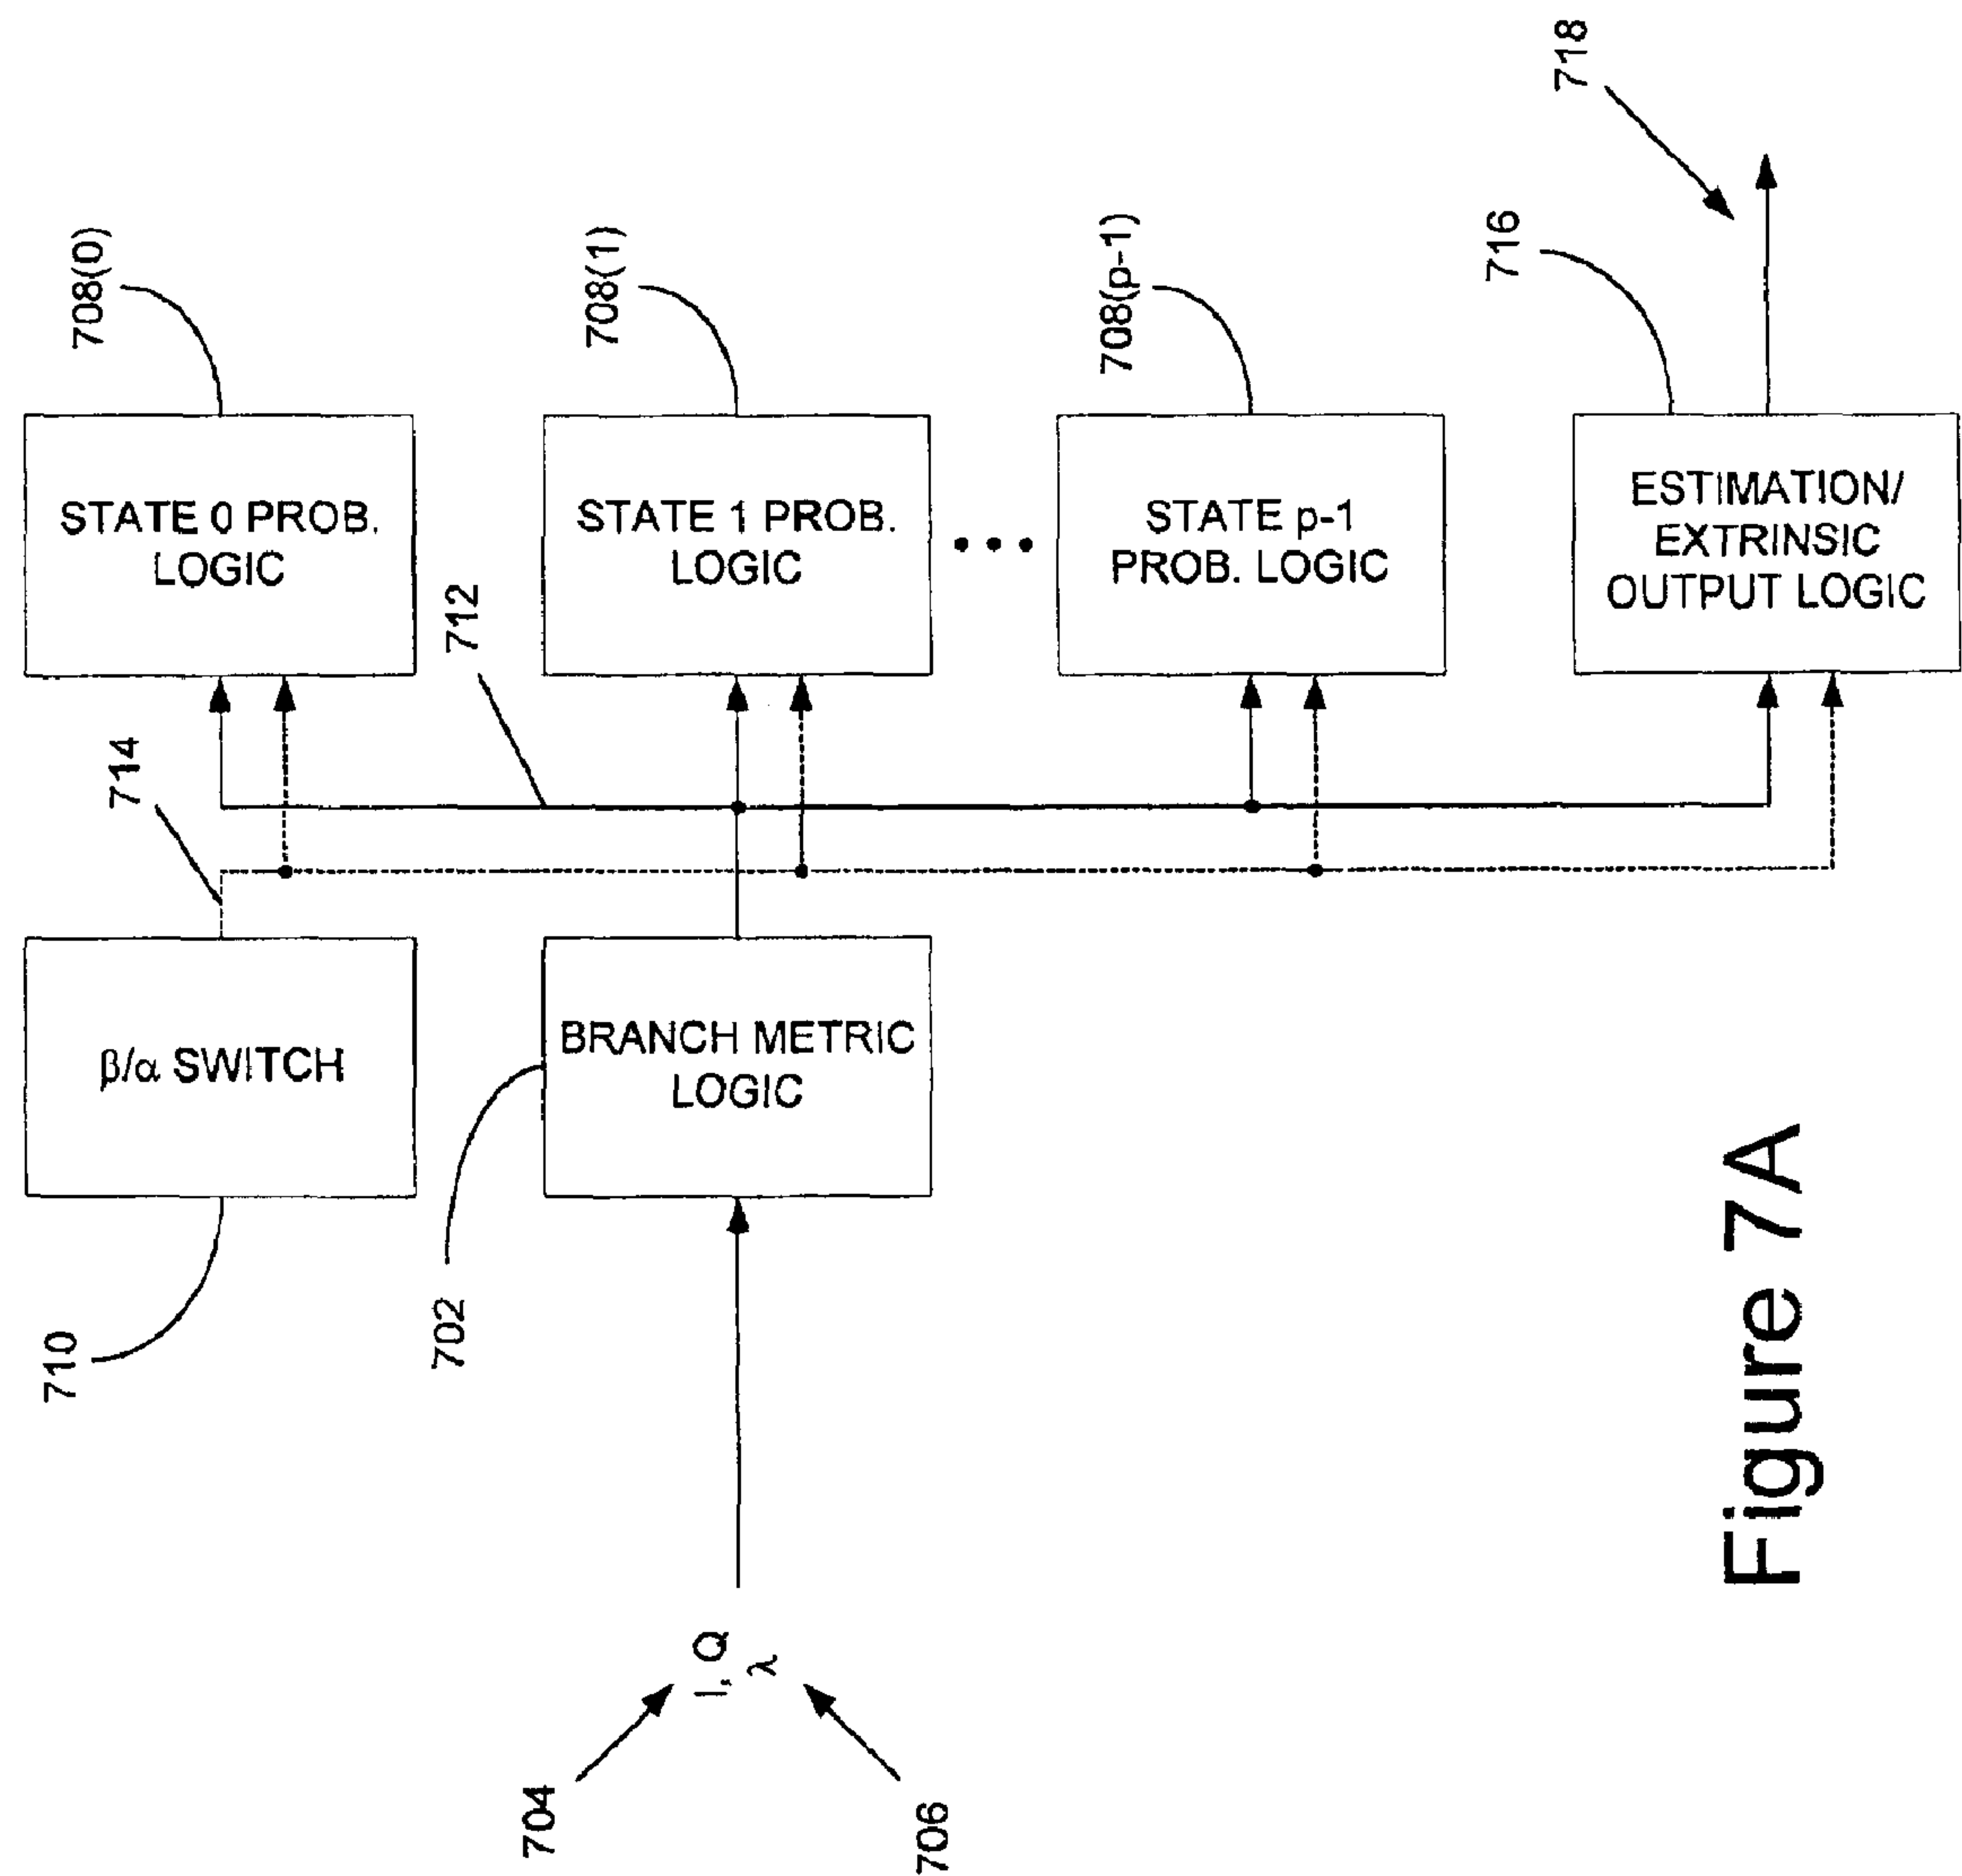 708(0)
708(1)
708(p-1)
716
718
STATE 0 PROB.
LOGIC
STATE 1 PROB.
LOGIC
•••
STATE p-1
PROB. LOGIC
ESTIMATION/
EXTRINSIC
OUTPUT LOGIC
712
714
β/α SWITCH
BRANCH METRIC
LOGIC
710
702
I, Q
λ
704
706
Figure 7A